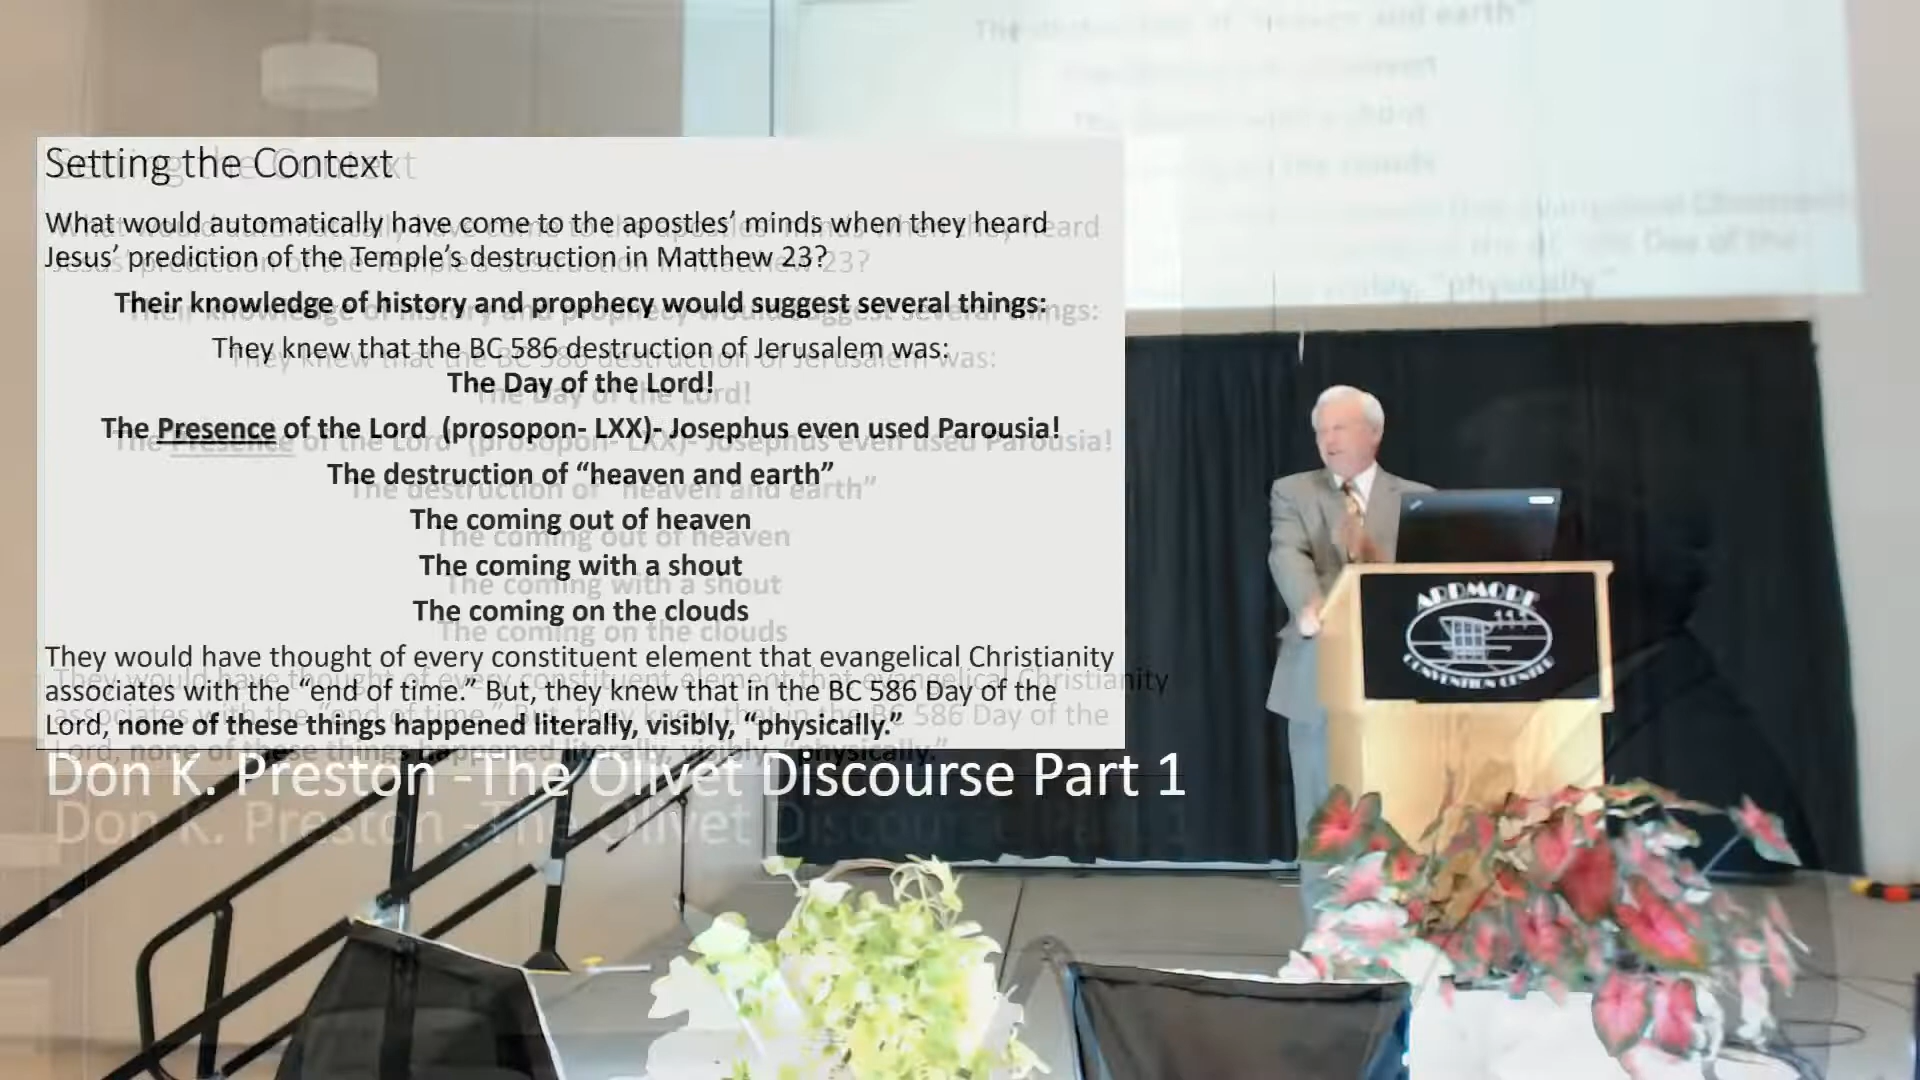 Setting the Context
What would automatically have come to the apostles’ minds when they heard
Jesus’ prediction of the Temple’s destruction in Matthew 23?
Their knowledge of history and prophecy would suggest several things:
They knew that the BC 586 destruction of Jerusalem was:
The Day of the Lord!
The Presence of the Lord (prosopon- LXX)- Josephus even used Parousia!
The destruction of “heaven and earth”
The coming out of heaven
The coming with a shout
The coming on the clouds
They would have thought of every constituent element that evangelical Christianity
associates with the “end of time.” But, they knew that in the BC 586 Day of the
Lord, none of these things happened literally, visibly, “physically.”
Don K. Preston -The Olivet Discourse Part 1
ARDMORE
CONVENTION CENTER